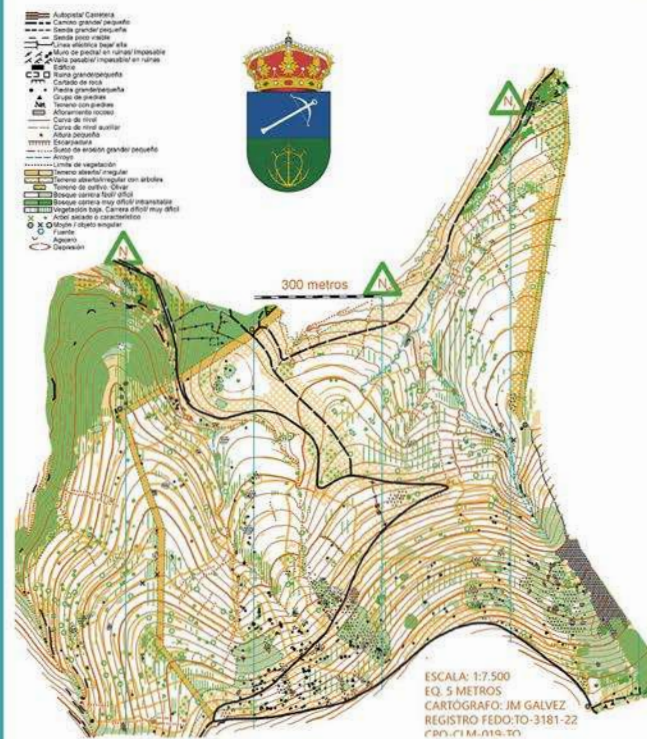 Autopista/ Carretera
Camino grande/ pequeño
Senda grande/ pequeña
Senda poco visible
Línea eléctrica baja/ alta
Muro de piedra/ en ruinas/ impasable
Valla pasable/ impasable/ en ruinas
Edificio
Ruina grande/pequeña
Cortado de roca
Piedra grande/pequeña
Grupo de piedras
Terreno con piedras
Afloramiento rocoso
Curva de nivel
Curva de nivel auxiliar
Altura pequeña
Escarpadura
Surco de erosión grande/ pequeño
Arroyo
Límite de vegetación
Terreno abierto/ irregular
Terreno abierto/irregular con árboles
Terreno de cultivo. Olivar
Bosque carrera fácil/ difícil
Bosque carrera muy difícil/ intransitable
Vegetación baja. Carrera difícil/ muy difícil
Árbol aislado o característico
Mojón / objeto singular
Fuente
Agujero
Depresión
N
N
300 metros
N
ESCALA: 1:7.500
EQ. 5 METROS
CARTÓGRAFO: JM GALVEZ
REGISTRO FEDO:TO-3181-22
CPO-CLM-019-TO